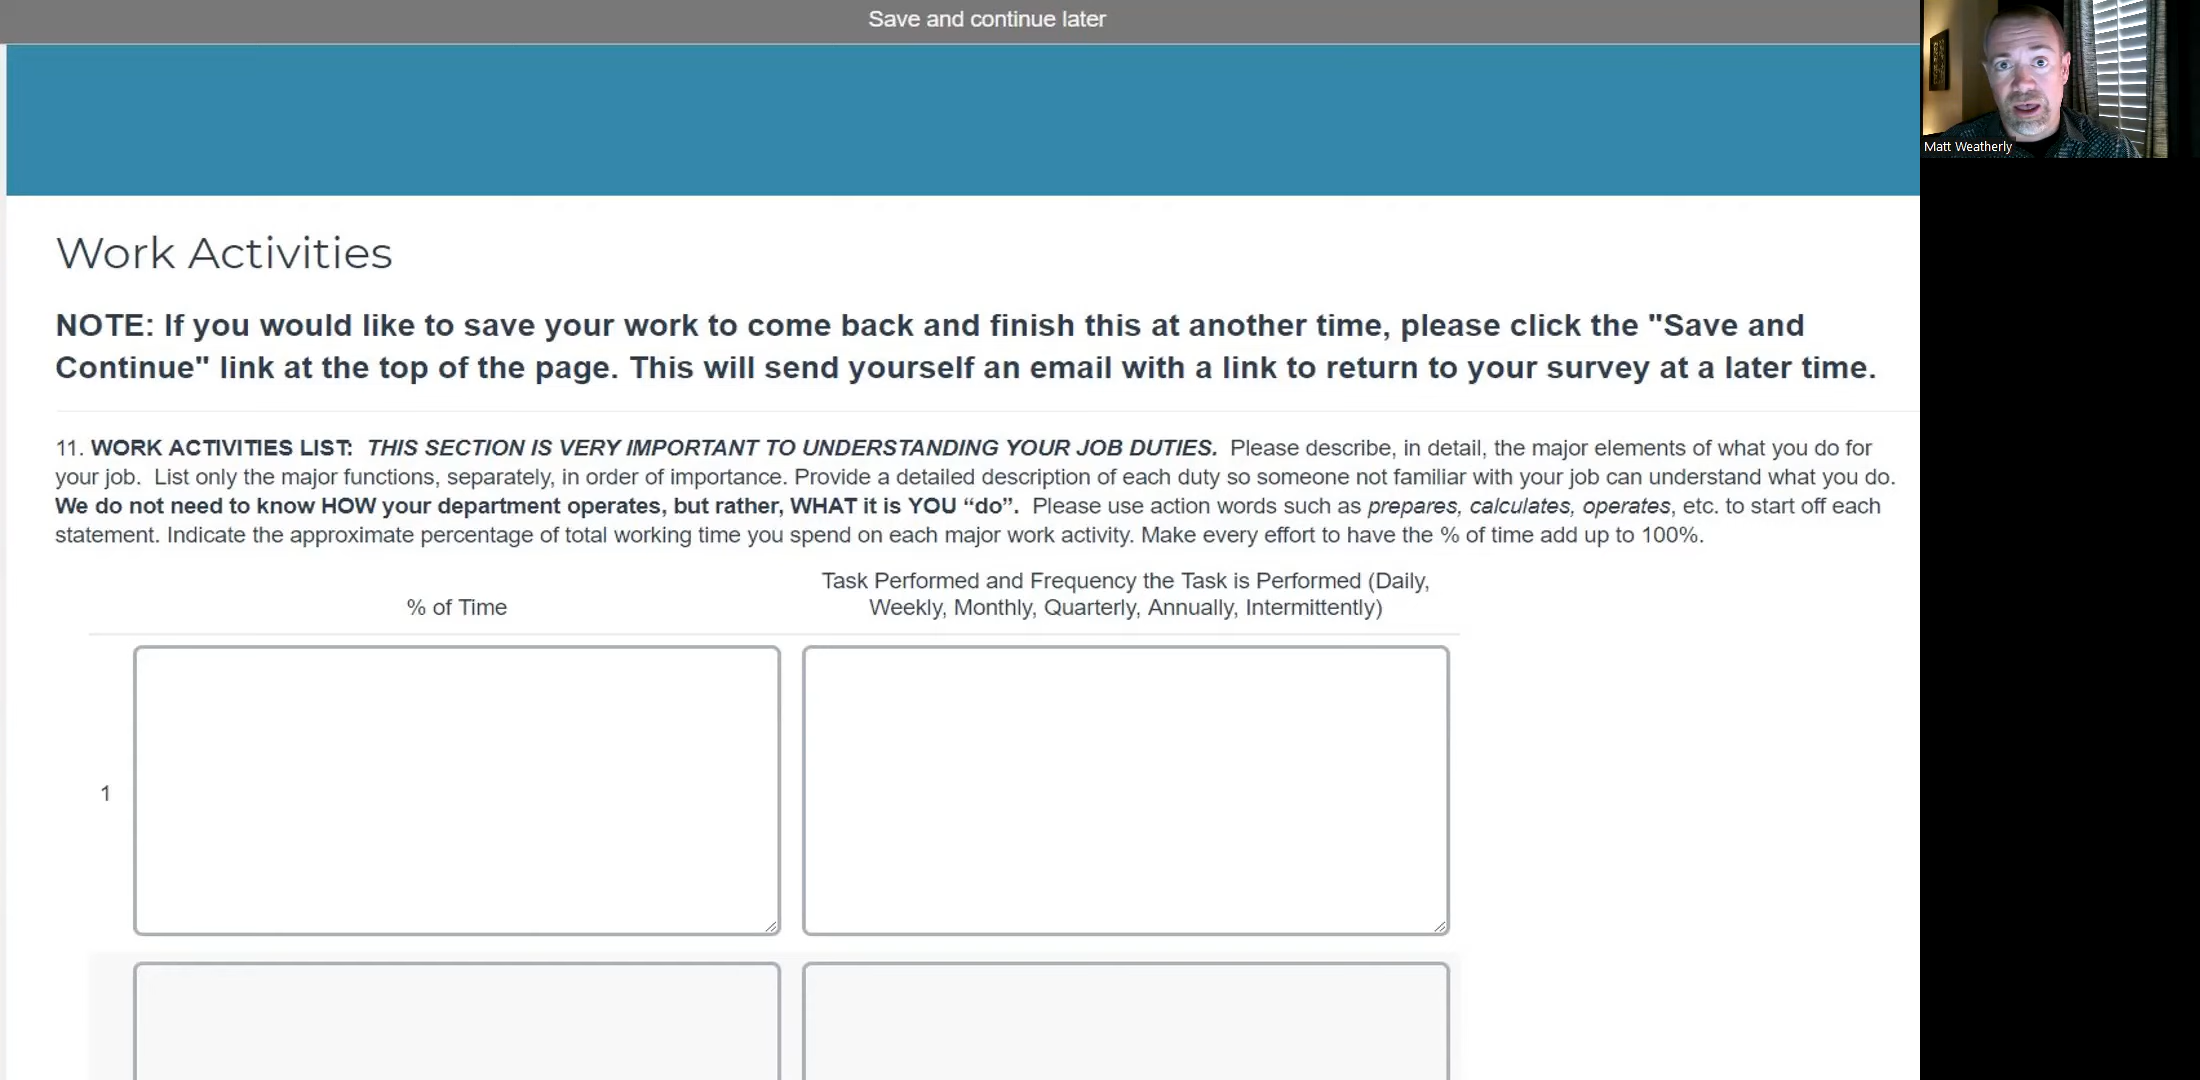 Save and continue later
Matt Weatherly
Work Activities
NOTE: If you would like to save your work to come back and finish this at another time, please click the "Save and
Continue" link at the top of the page. This will send yourself an email with a link to return to your survey at a later time.
11. WORK ACTIVITIES LIST:  THIS SECTION IS VERY IMPORTANT TO UNDERSTANDING YOUR JOB DUTIES.  Please describe, in detail, the major elements of what you do for
your job.  List only the major functions, separately, in order of importance. Provide a detailed description of each duty so someone not familiar with your job can understand what you do.
We do not need to know HOW your department operates, but rather, WHAT it is YOU “do”.  Please use action words such as prepares, calculates, operates, etc. to start off each
statement. Indicate the approximate percentage of total working time you spend on each major work activity. Make every effort to have the % of time add up to 100%.
% of Time
Task Performed and Frequency the Task is Performed (Daily,
Weekly, Monthly, Quarterly, Annually, Intermittently)
1